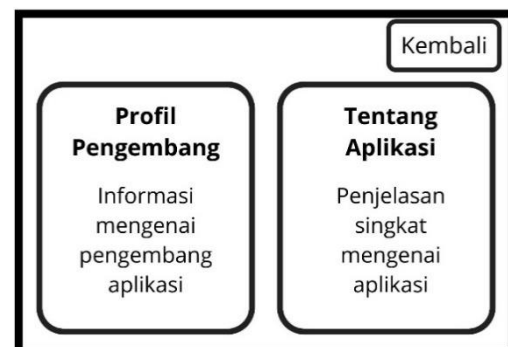 Kembali
Profil
Pengembang
Informasi
mengenai
pengembang
aplikasi
Tentang
Aplikasi
Penjelasan
singkat
mengenai
aplikasi